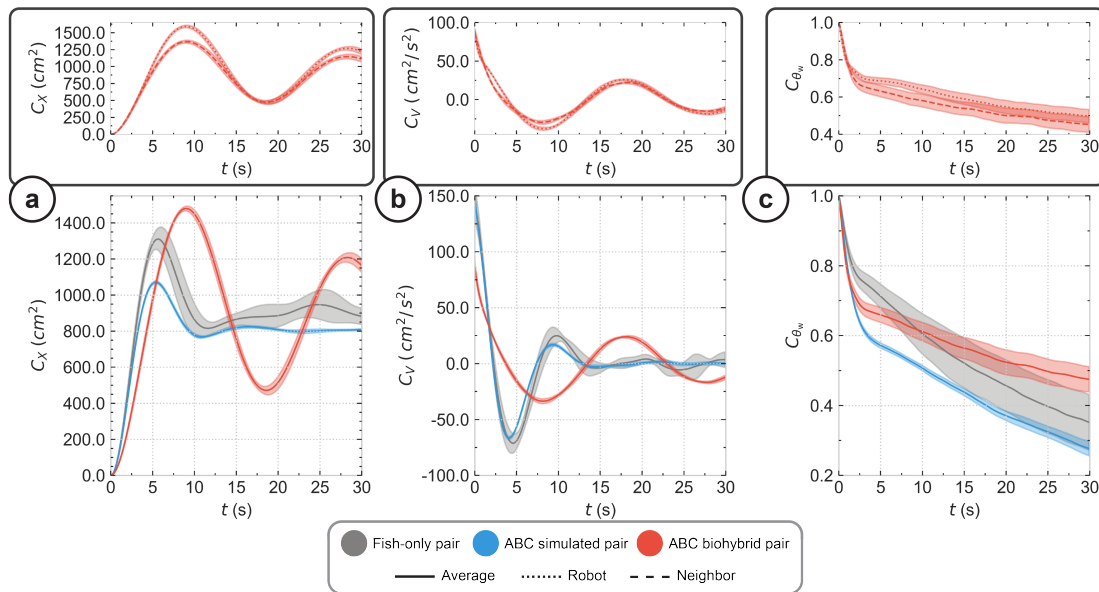 1500.0
1250.0
1000.0
750.0
500.0
250.0
0.0
C_X (cm²)
0 5 10 15 20 25 30
t (s)
100.0
50.0
0.0
C_V (cm²/s²)
0 5 10 15 20 25 30
t (s)
1.0
0.8
0.6
0.4
C_θw
0 5 10 15 20 25 30
t (s)
a
b
c
1400.0
1200.0
1000.0
800.0
600.0
400.0
200.0
0.0
C_X (cm²)
0 5 10 15 20 25 30
t (s)
150.0
100.0
50.0
0.0
-50.0
-100.0
C_V (cm²/s²)
0 5 10 15 20 25 30
t (s)
1.0
0.8
0.6
0.4
0.2
C_θw
0 5 10 15 20 25 30
t (s)
Fish-only pair ABC simulated pair ABC biohybrid pair
Average Robot Neighbor